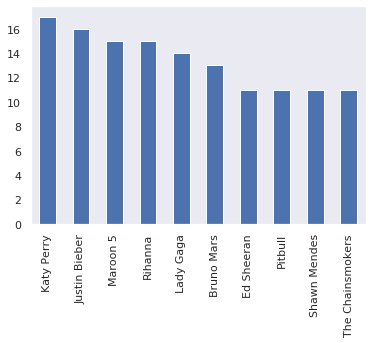 16
14
12
10
8
6
4
2
0
Katy Perry
Justin Bieber
Maroon 5
Rihanna
Lady Gaga
Bruno Mars
Ed Sheeran
Pitbull
Shawn Mendes
The Chainsmokers